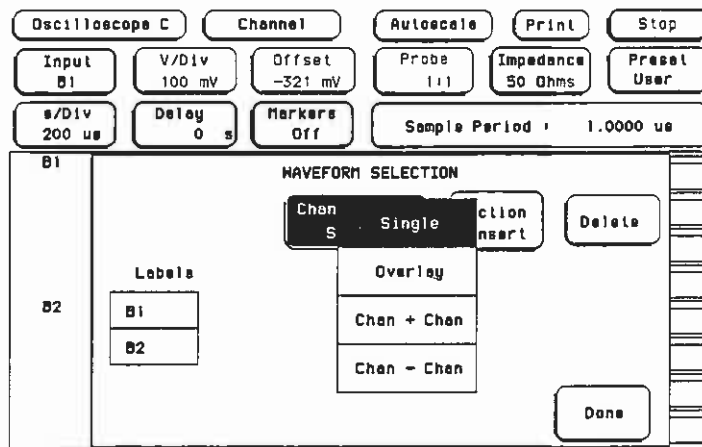 Oscilloscope C Channel Autoscale Print Stop
Input V/Div Offset Probe Impedance Preset
B1 100 mV -321 mV 1:1 50 Ohms User
s/Div Delay Markers Sample Period : 1.0000 us
200 us 0 s Off
B1
WAVEFORM SELECTION
Chan Single ction Delete
S nsert
Labels Overlay
B2 B1 Chan + Chan
B2 Chan - Chan
Done